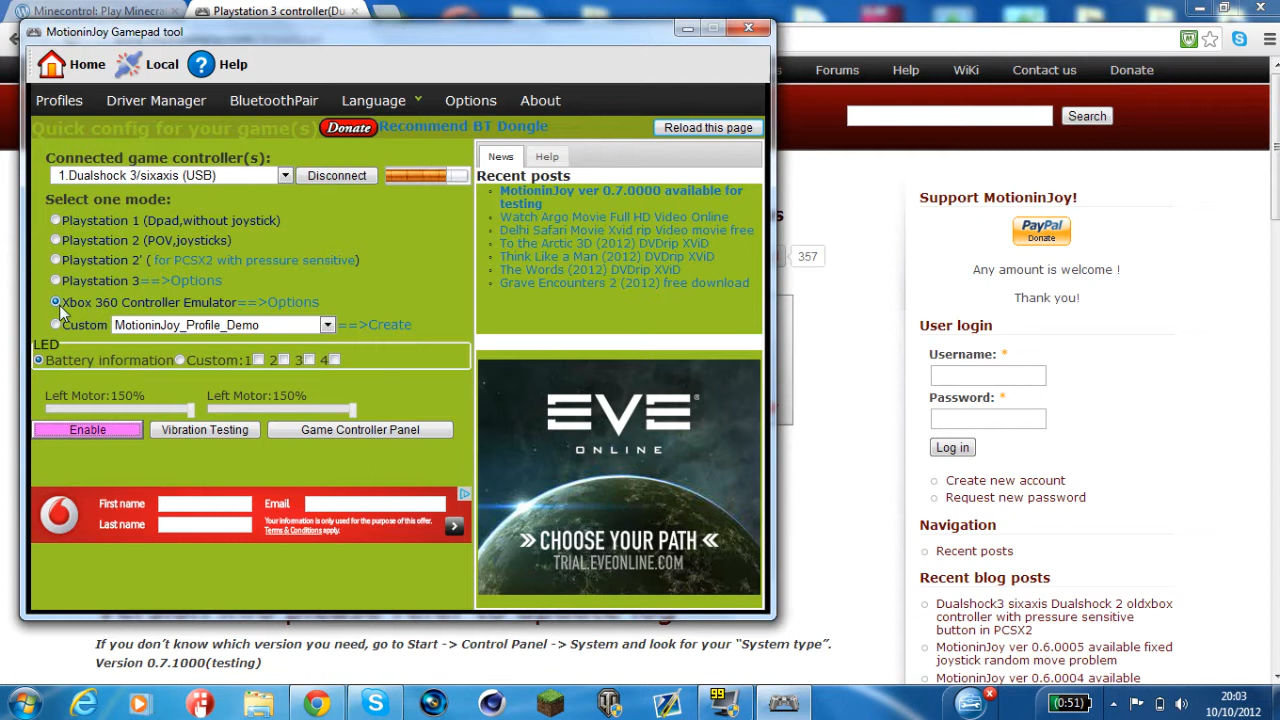 Minecontrol: Play Minecra
Playstation 3 controller(Du
MotioninJoy Gamepad tool
Home Local Help
Forums Help WiKi Contact us Donate
Profiles Driver Manager BluetoothPair Language Options About
Search
Quick config for your game(s) Donate Recommend BT Dongle
Reload this page
Connected game controller(s):
1.Dualshock 3/sixaxis (USB) Disconnect
Select one mode:
Playstation 1 (Dpad,without joystick)
Playstation 2 (POV,joysticks)
Playstation 2' ( for PCSX2 with pressure sensitive)
Playstation 3==>Options
Xbox 360 Controller Emulator==>Options
Custom MotioninJoy_Profile_Demo ==>Create
LED
Battery information Custom:1 2 3 4
Left Motor:150% Left Motor:150%
Enable Vibration Testing Game Controller Panel
First name Email
Last name Your information is only used for the purpose of this offer.
Terms & Conditions apply.
News Help
Recent posts
MotioninJoy ver 0.7.0000 available for
testing
Watch Argo Movie Full HD Video Online
Delhi Safari Movie Xvid rip Video movie free
To the Arctic 3D (2012) DVDrip XViD
Think Like a Man (2012) DVDrip XViD
The Words (2012) DVDrip XViD
Grave Encounters 2 (2012) free download
EVE
ONLINE
» CHOOSE YOUR PATH «
TRIAL.EVEONLINE.COM
357
Support MotioninJoy!
PayPal
Donate
Any amount is welcome !
Thank you!
User login
Username: *
Password: *
Log in
Create new account
Request new password
Navigation
Recent posts
Recent blog posts
Dualshock3 sixaxis Dualshock 2 oldxbox
controller with pressure sensitive
button in PCSX2
MotioninJoy ver 0.6.0005 available fixed
joystick random move problem
MotioninJoy ver 0.6.0004 available
If you don't know which version you need, go to Start -> Control Panel -> System and look for your "System type".
Version 0.7.1000(testing)
99
(0:51)
20:03
10/10/2012